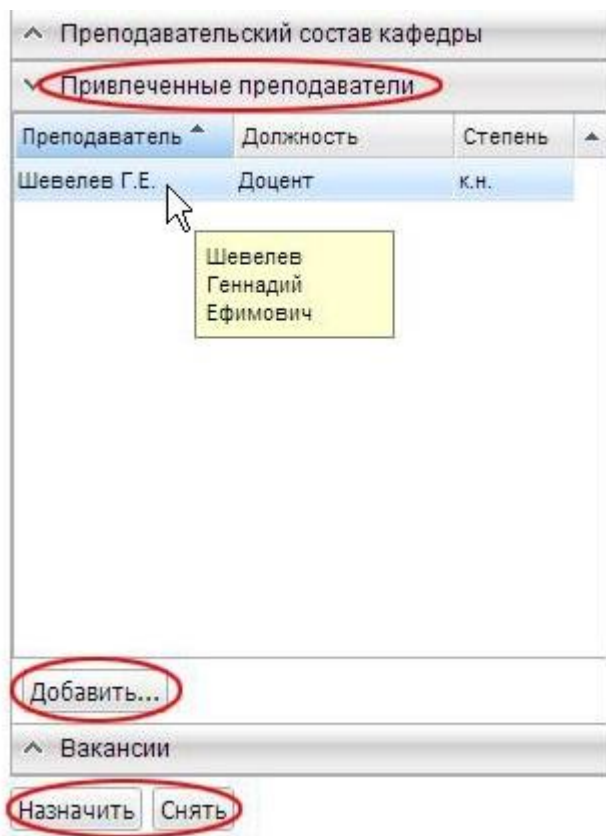 Преподавательский состав кафедры
Привлеченные преподаватели
Преподаватель Должность Степень
Шевелев Г.Е. Доцент к.н.
Шевелев
Геннадий
Ефимович
Добавить...
Вакансии
Назначить Снять